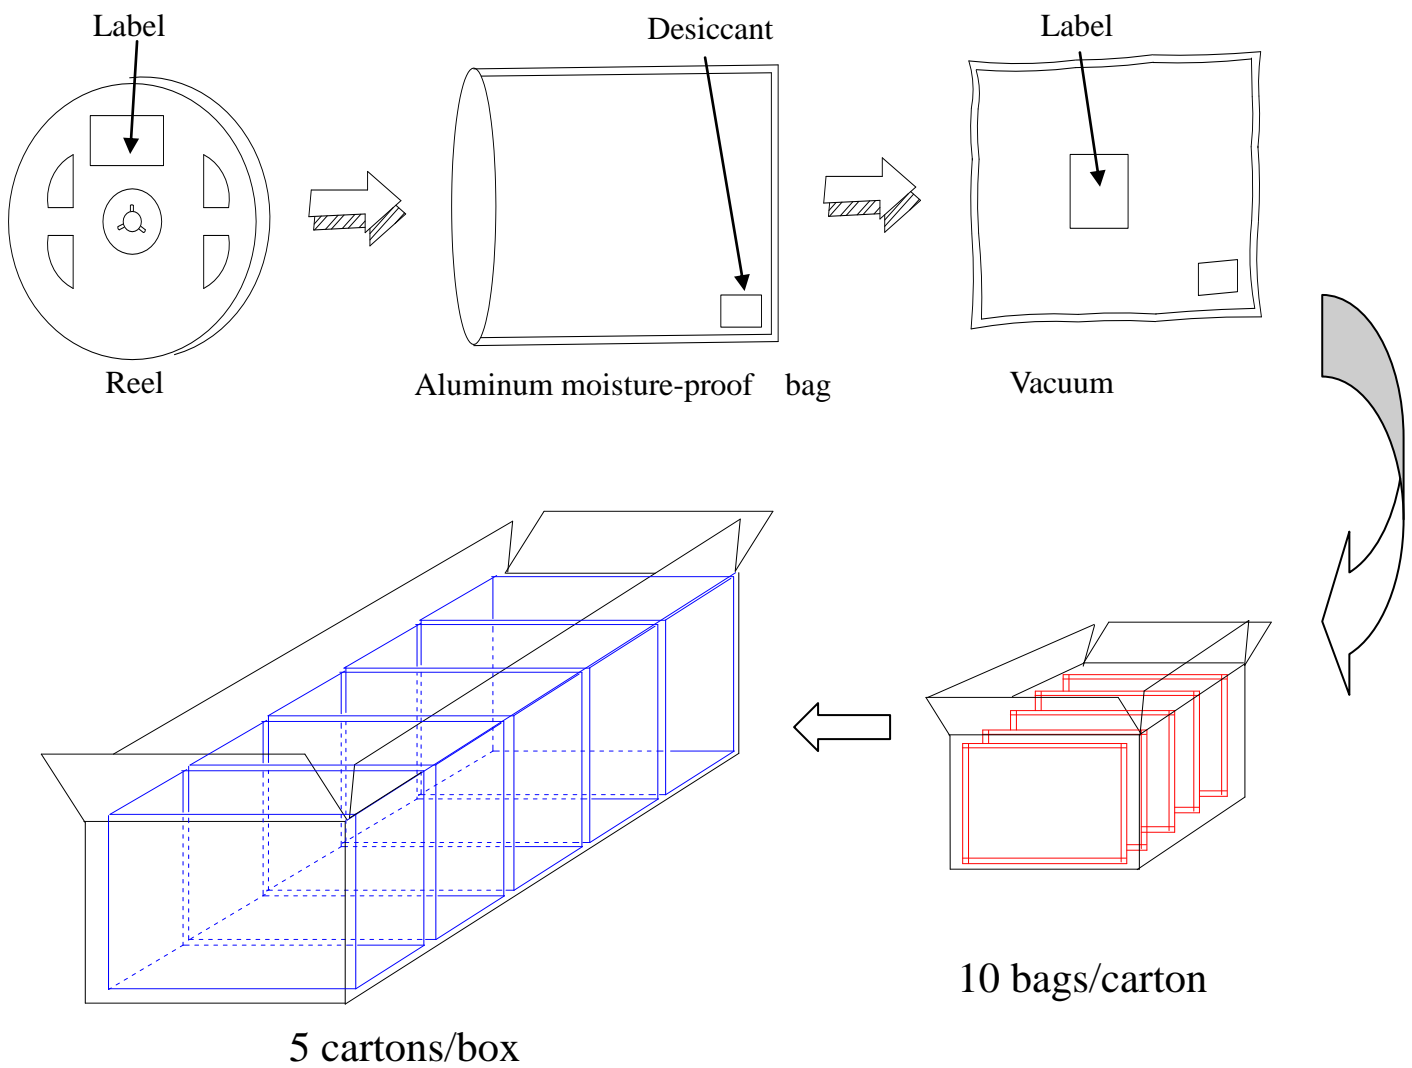 Label
Desiccant
Label
Reel
Aluminum moisture-proof bag
Vacuum
10 bags/carton
5 cartons/box